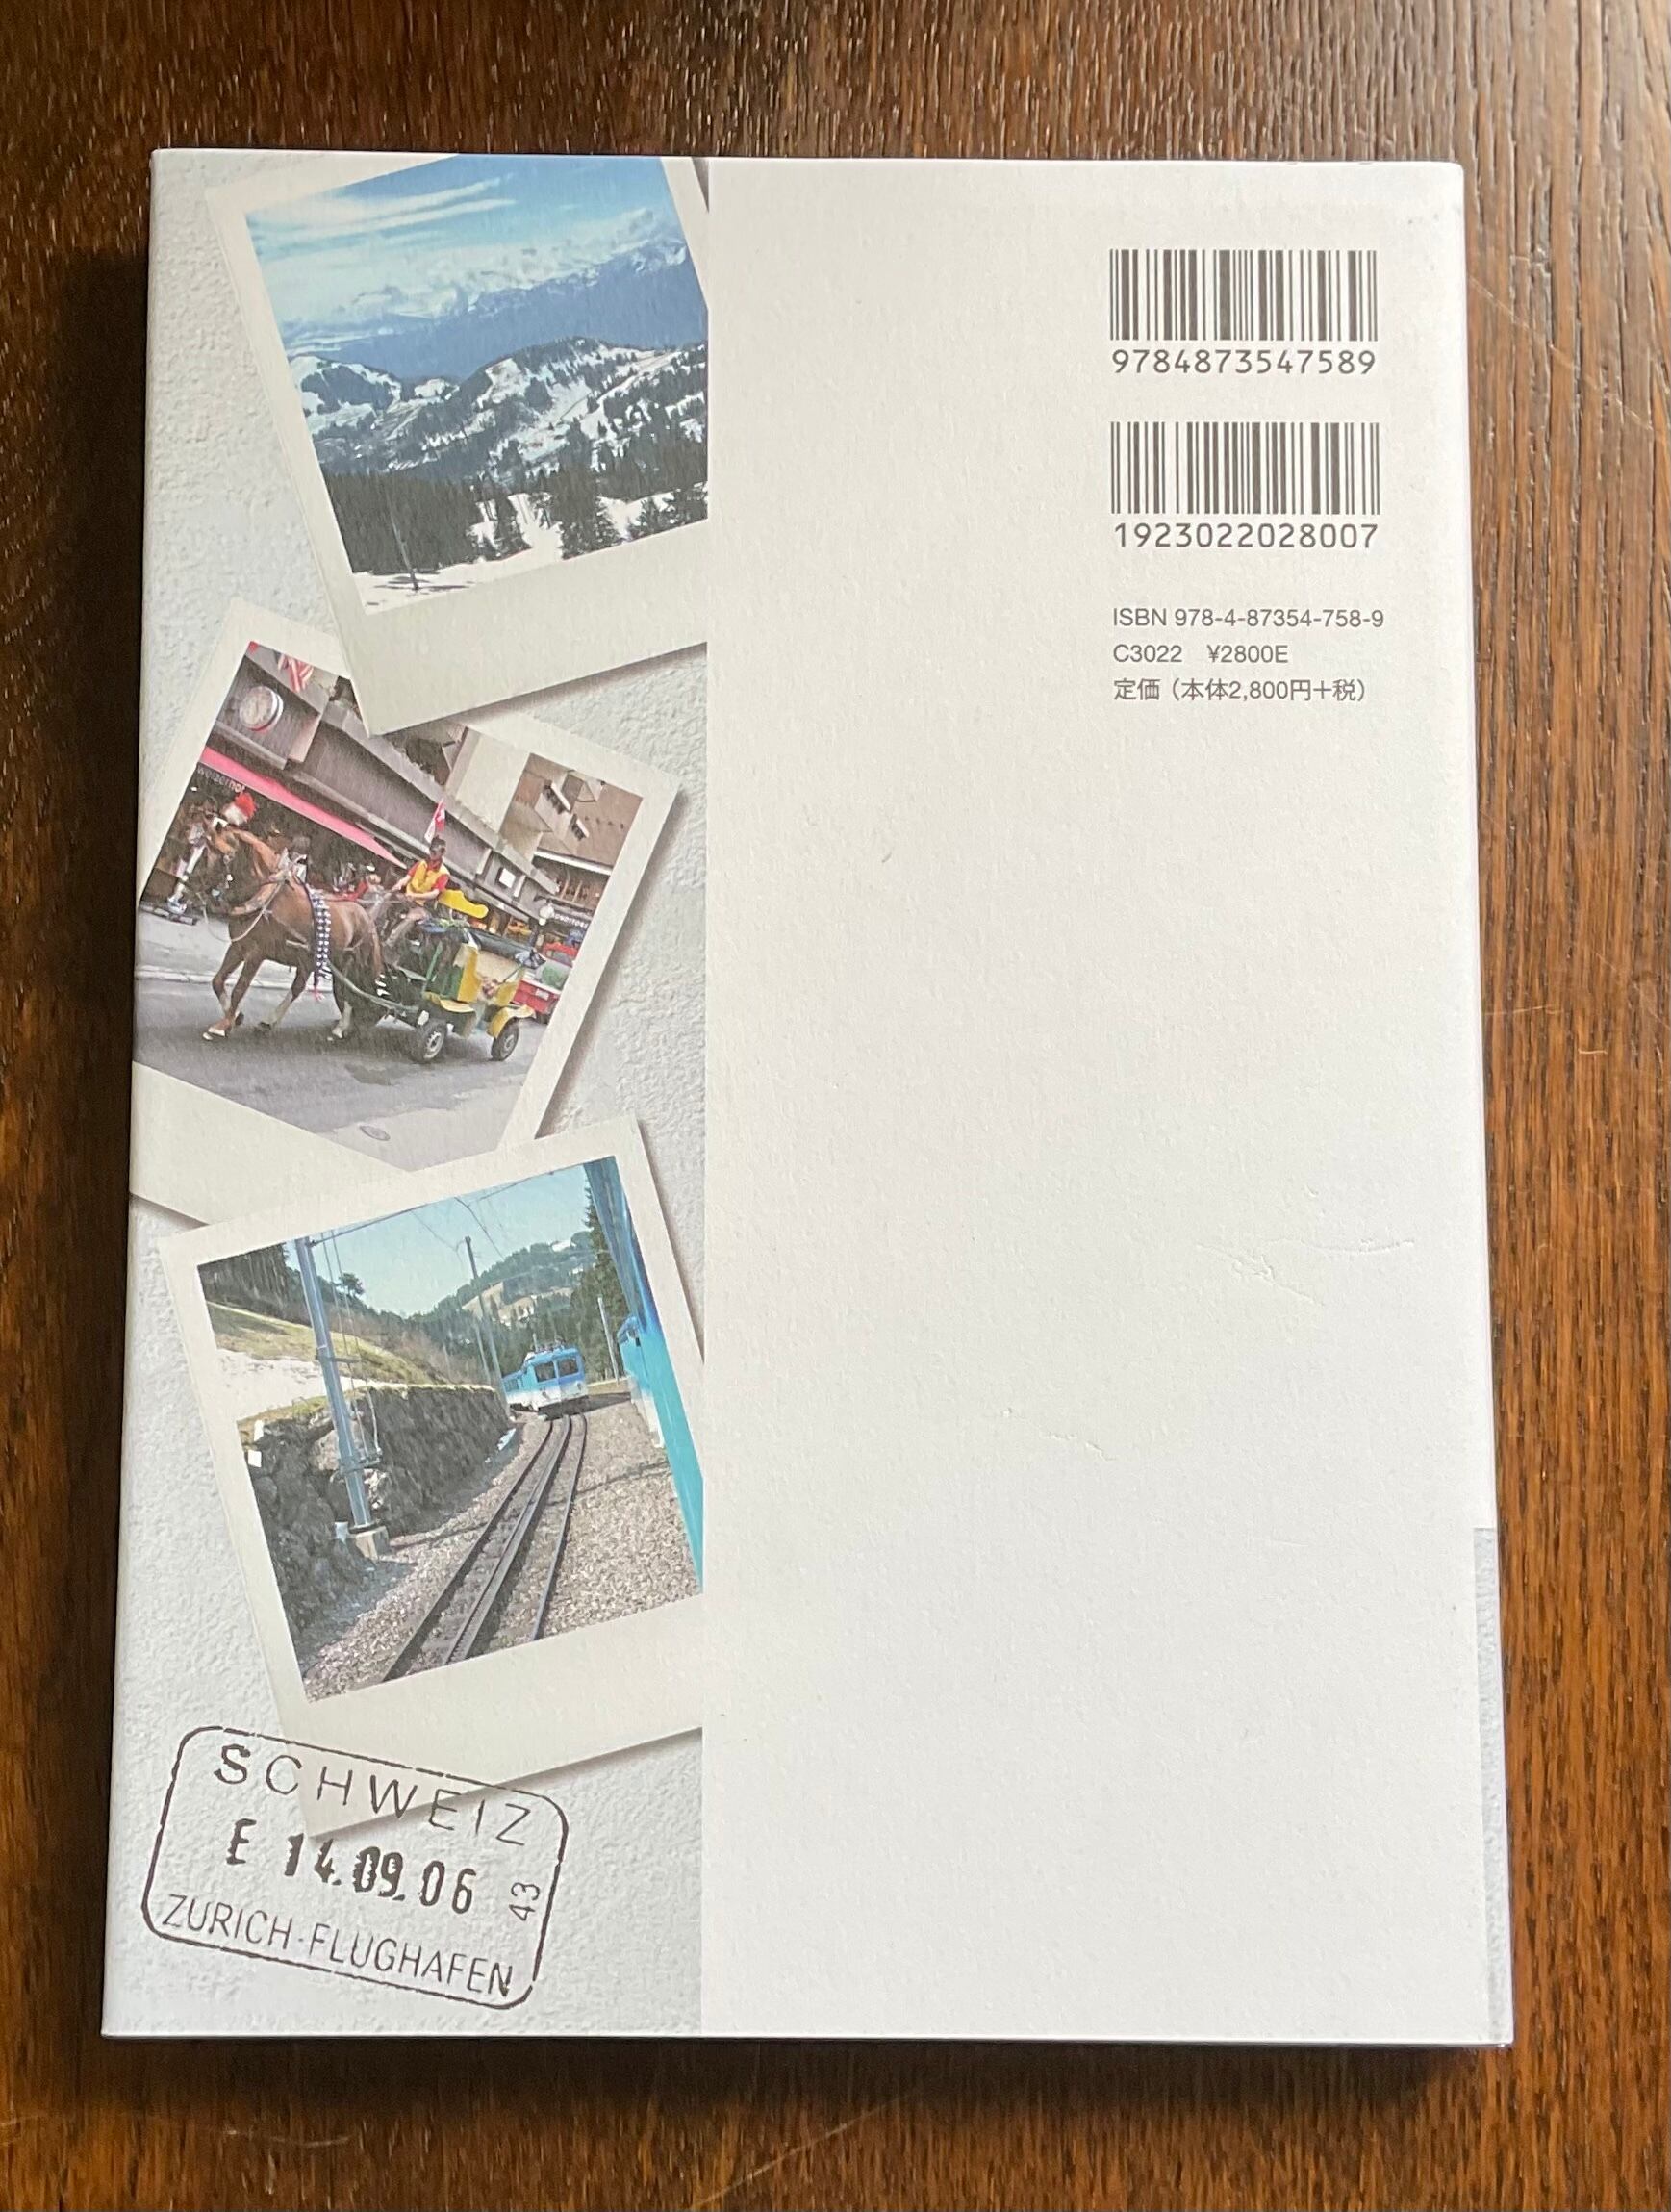 9784873547589
1923022028007
ISBN 978-4-87354-758-9
C3022 ¥2800E
定価（本体2,800円+税）
weizerhof
SCHWEIZ
E 14.09.06 43
ZURICH-FLUGHAFEN